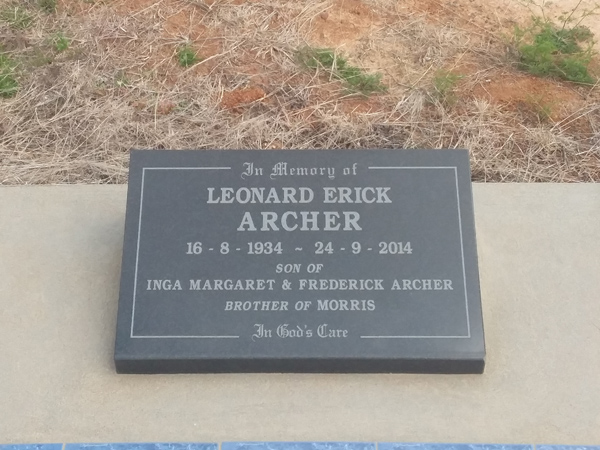 In Memory of
LEONARD ERICK
ARCHER
16 - 8 - 1934 ~ 24 - 9 - 2014
SON OF
INGA MARGARET & FREDERICK ARCHER
BROTHER OF MORRIS
In God's Care